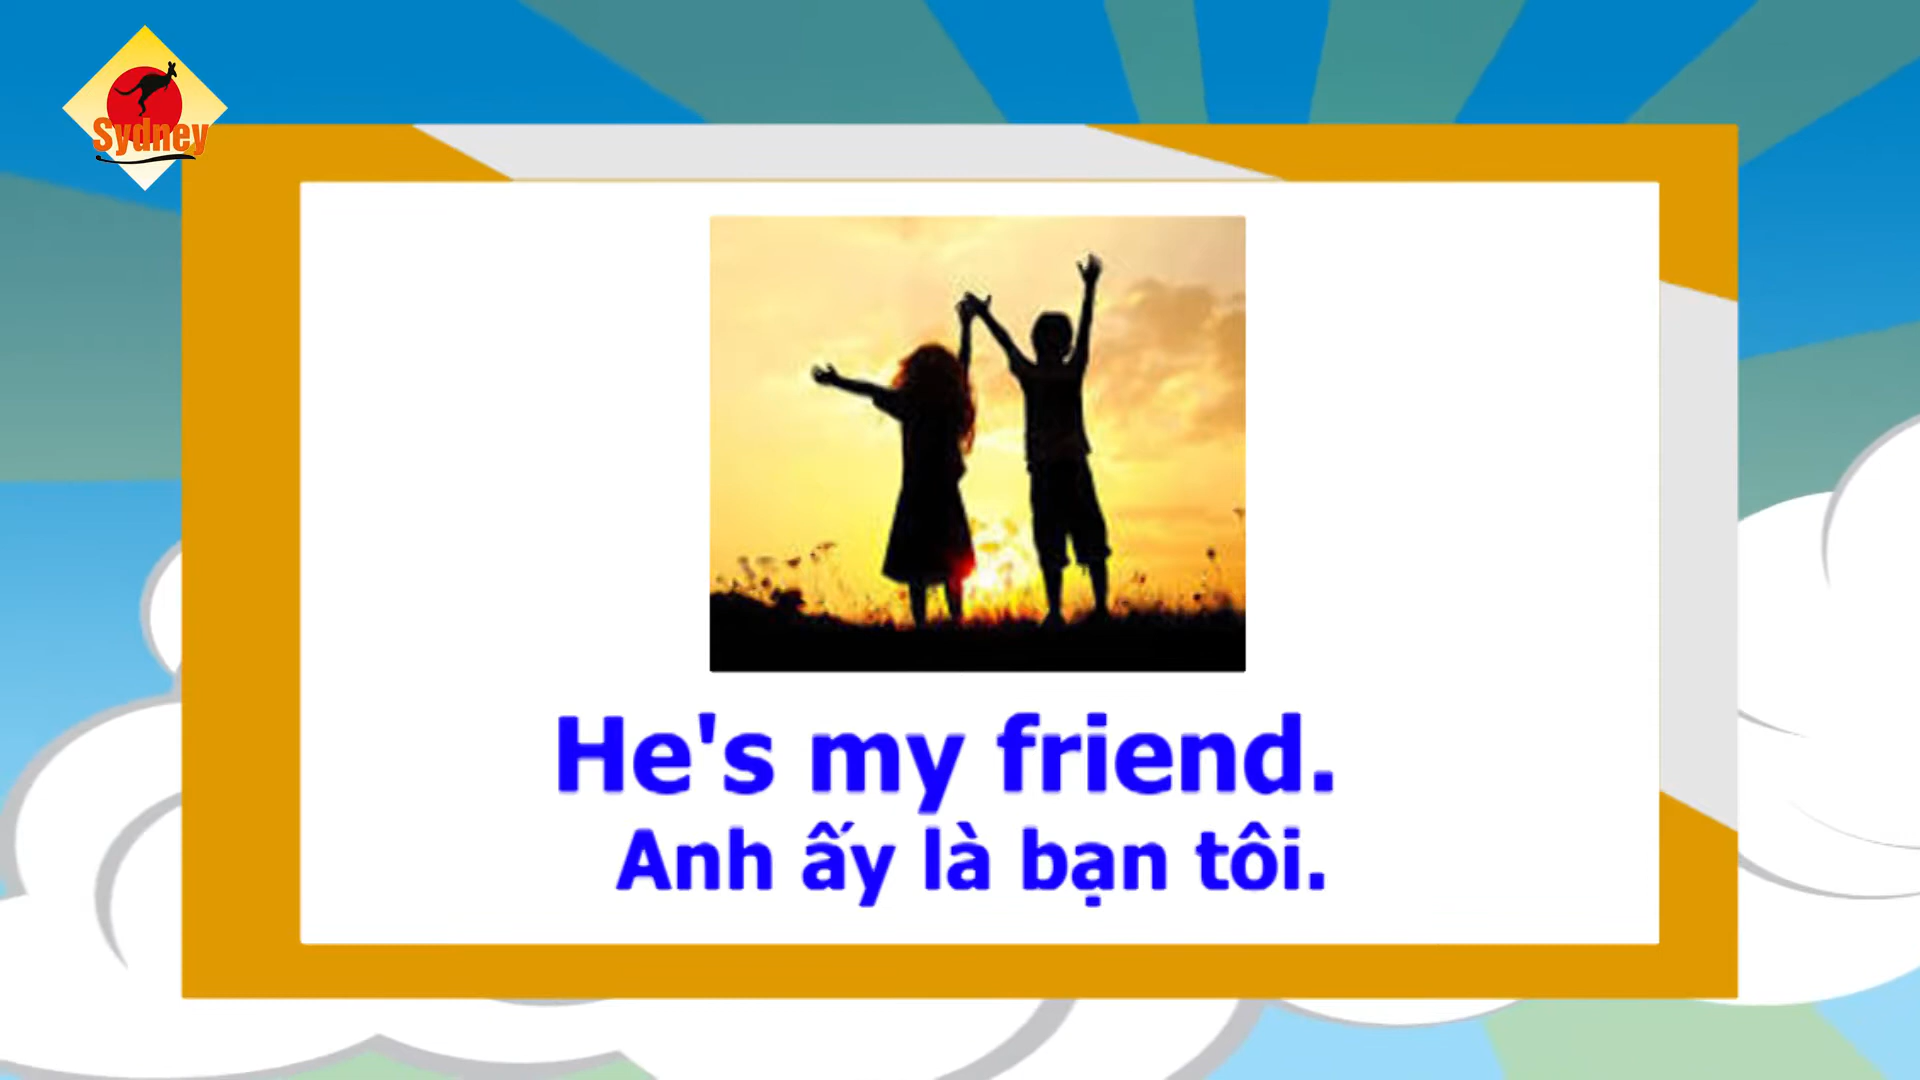 Sydney
He's my friend.
Anh ấy là bạn tôi.